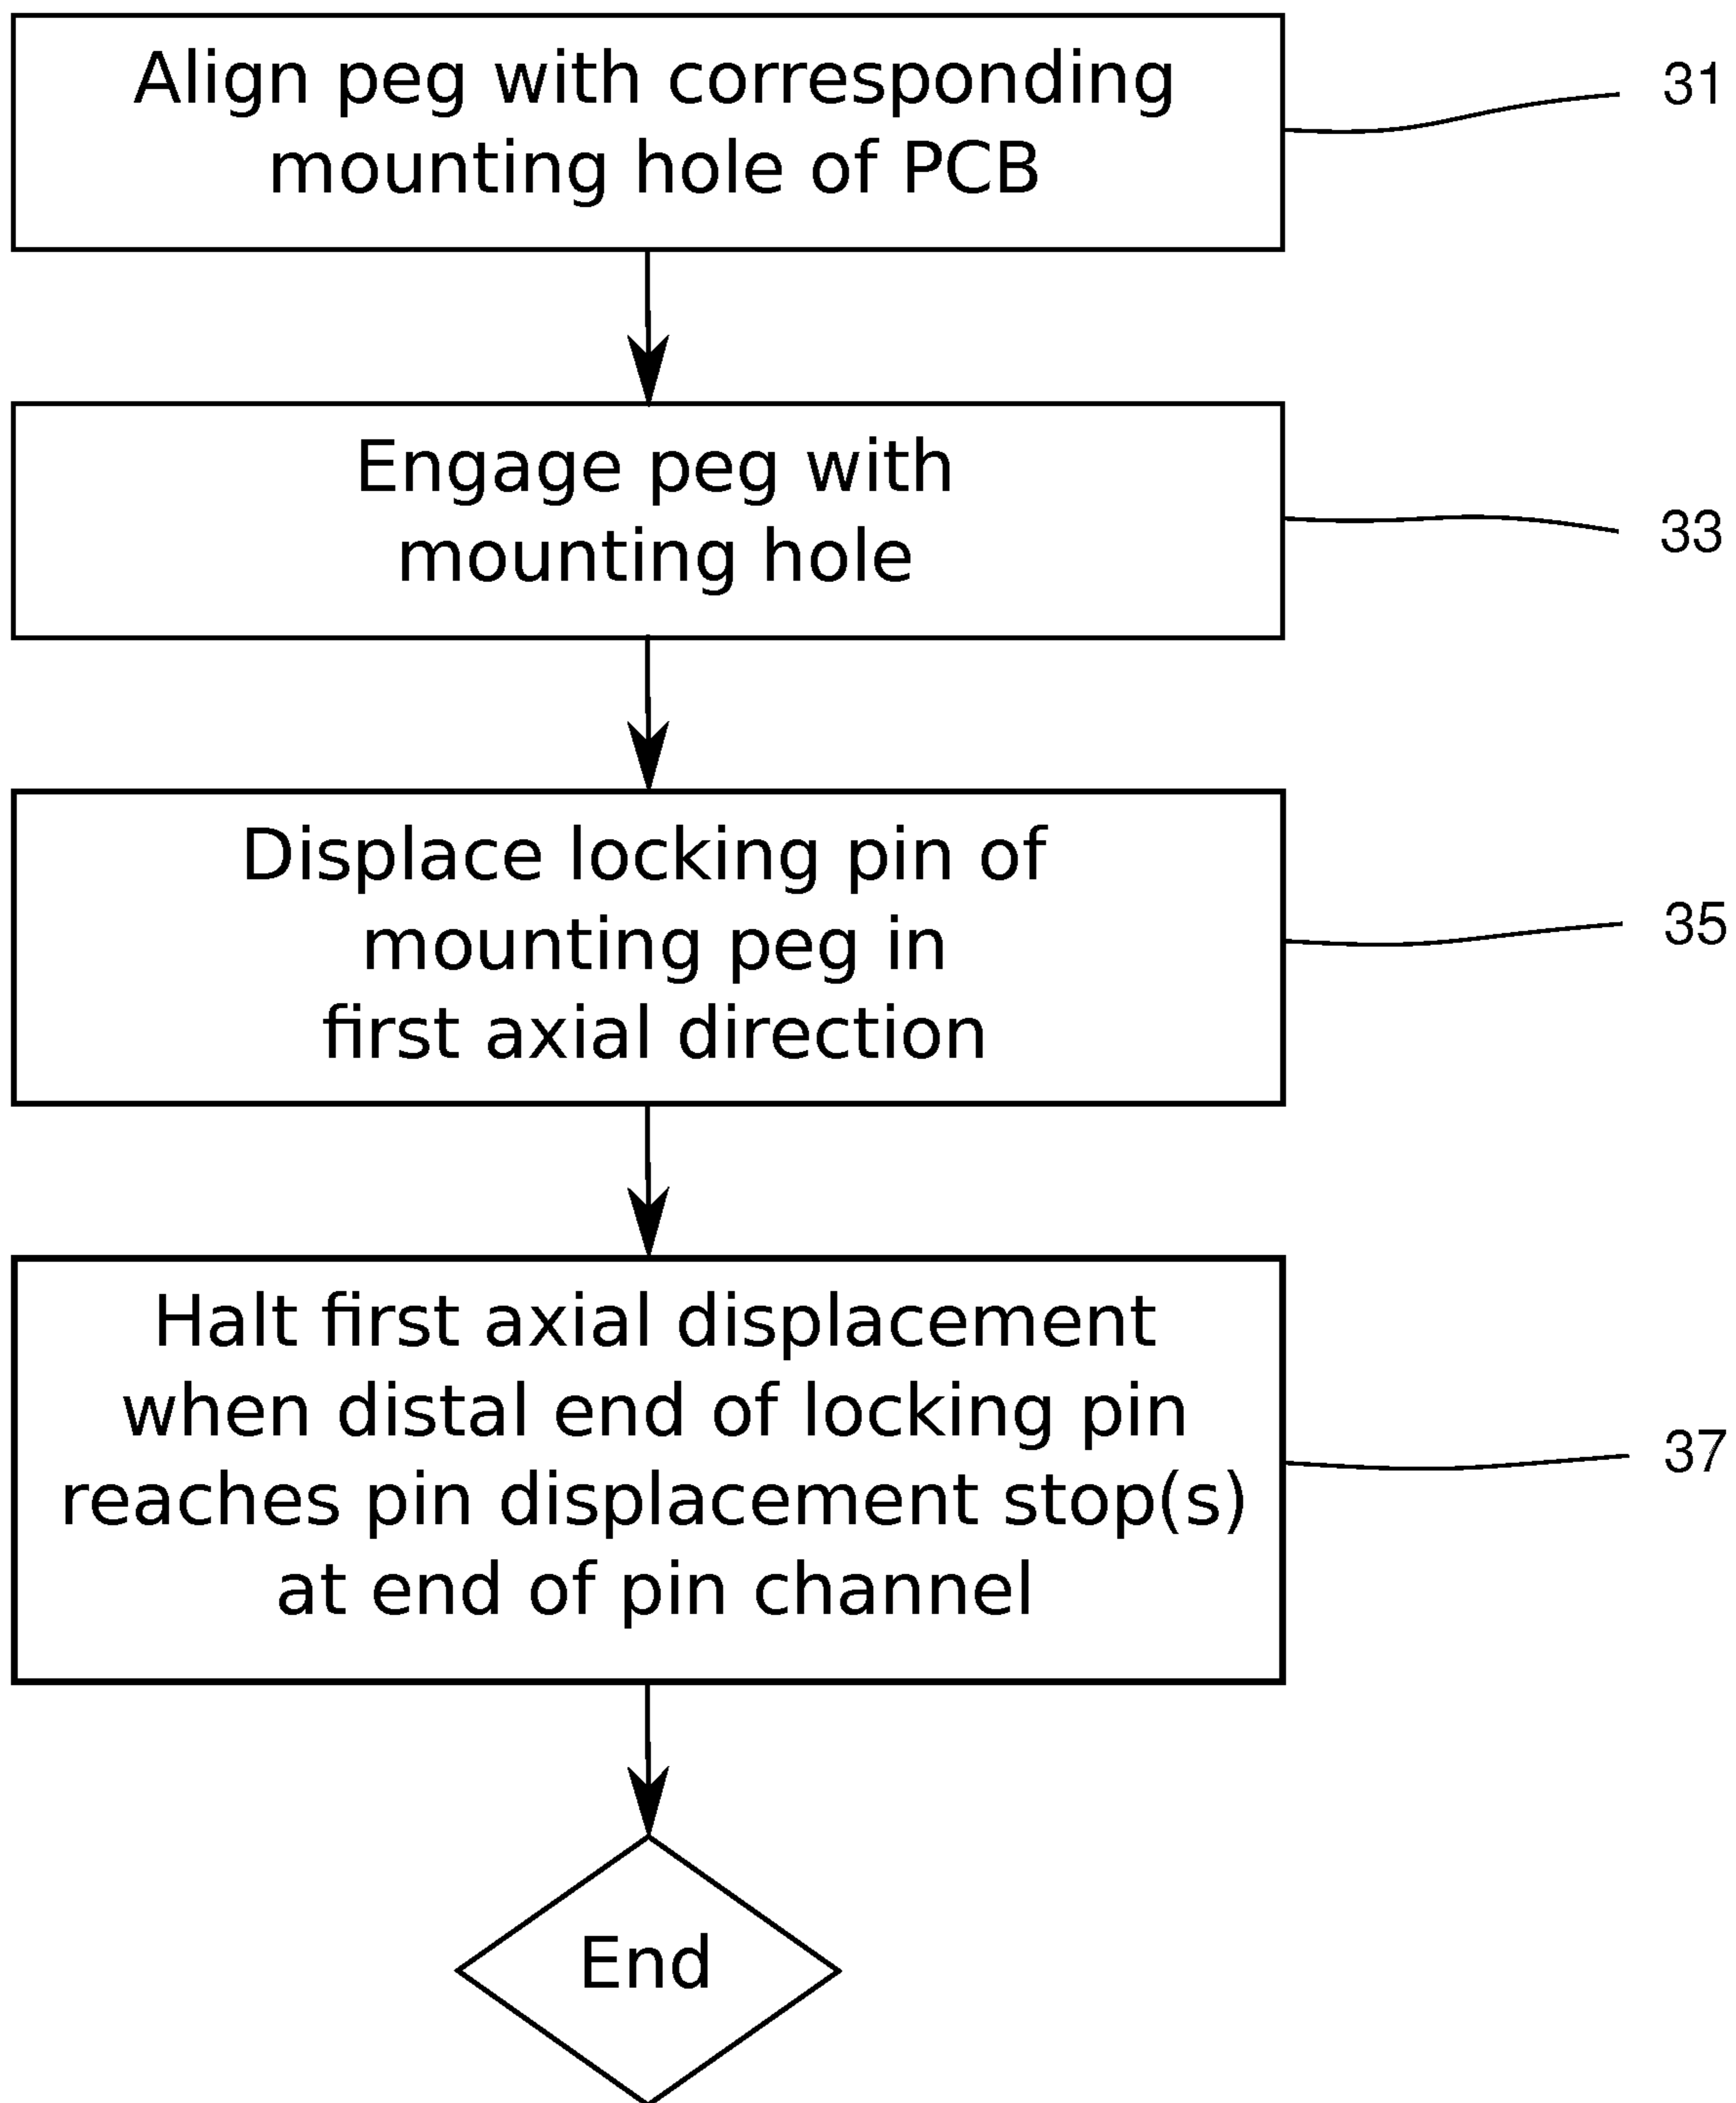 Align peg with corresponding
mounting hole of PCB
31
Engage peg with
mounting hole
33
Displace locking pin of
mounting peg in
first axial direction
35
Halt first axial displacement
when distal end of locking pin
reaches pin displacement stop(s)
at end of pin channel
37
End